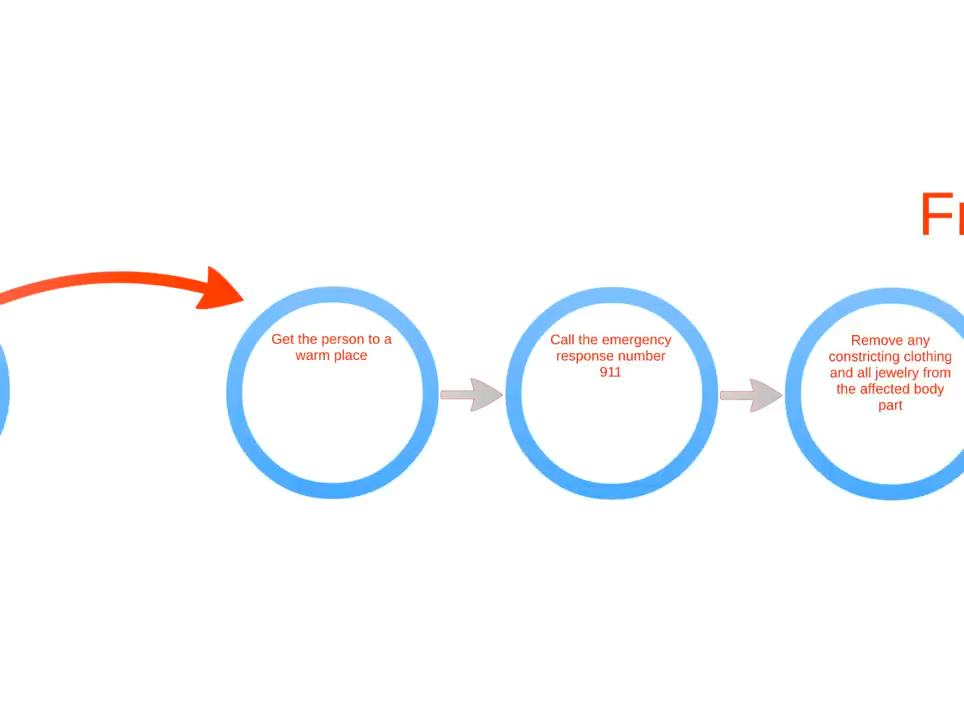 Fr
Get the person to a
warm place
Call the emergency
response number
911
Remove any
constricting clothing
and all jewelry from
the affected body
part